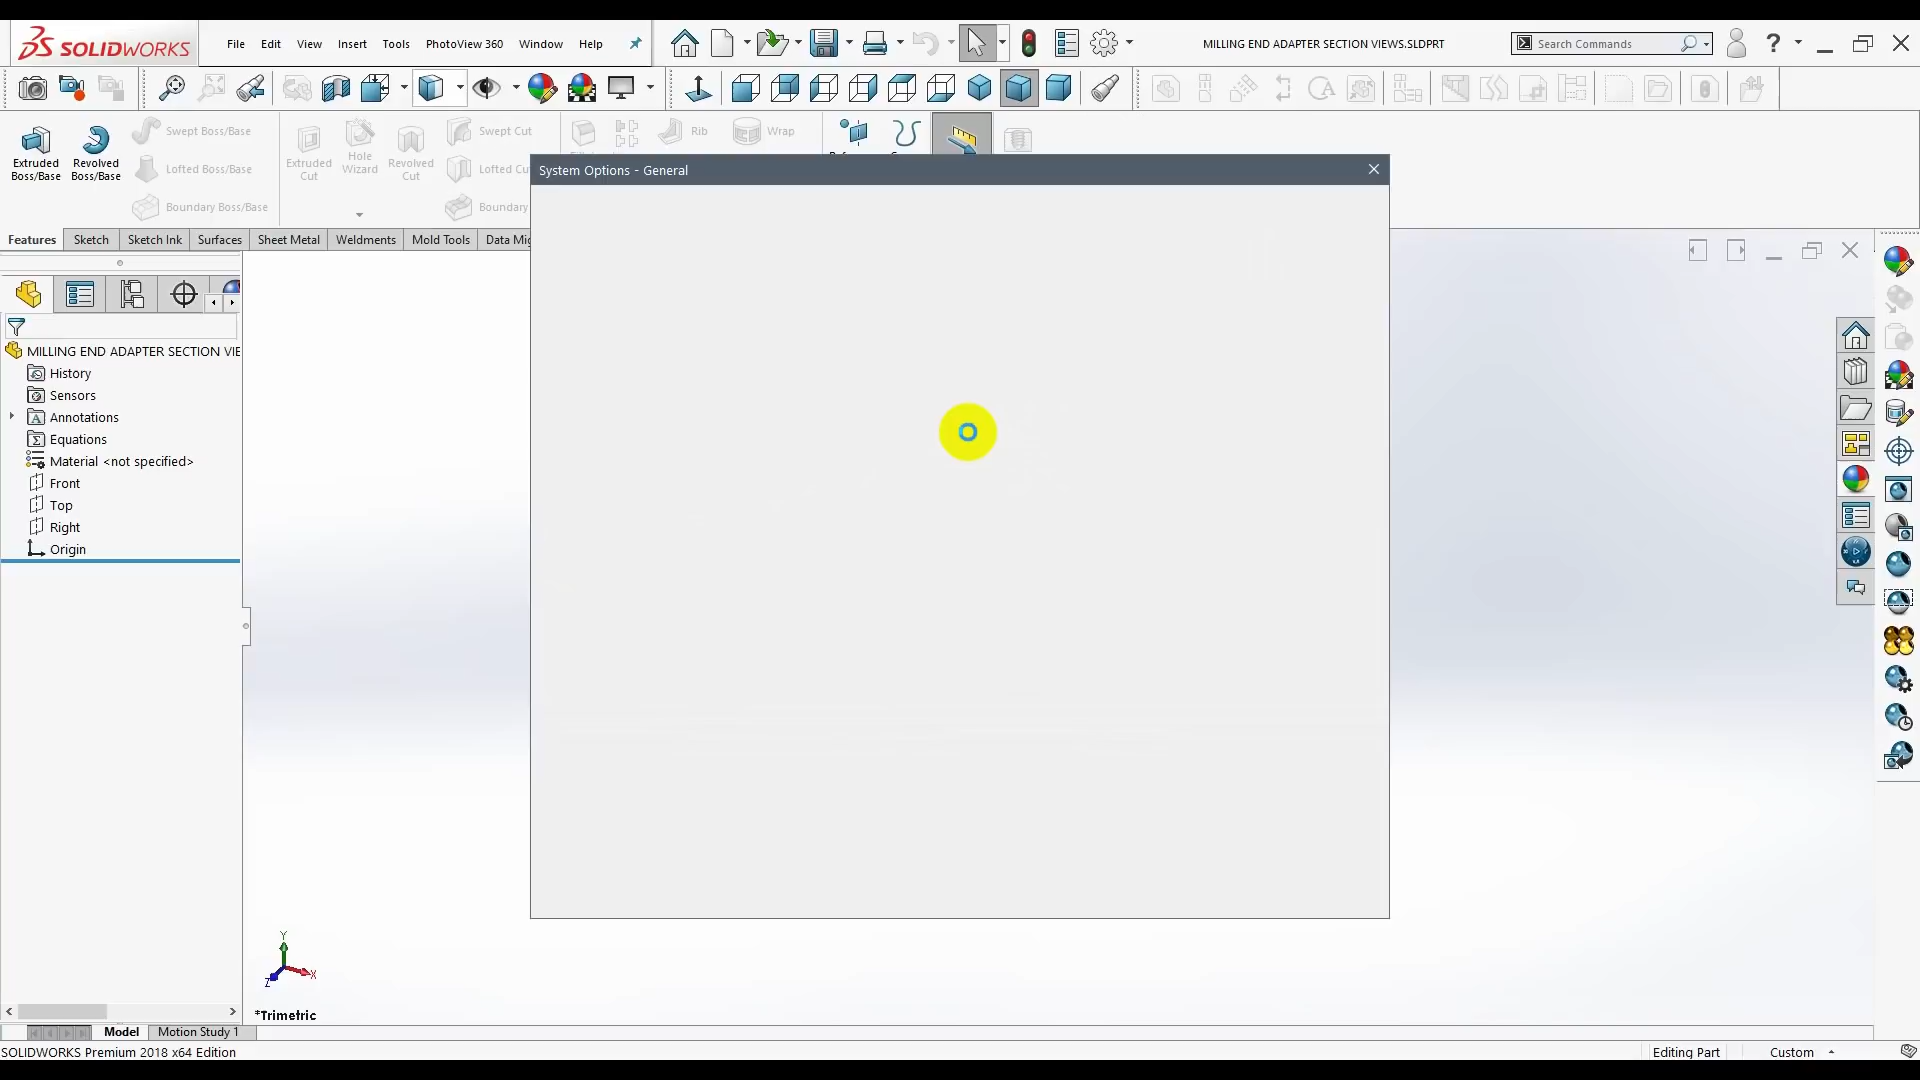 SOLIDWORKS
File Edit View Insert Tools PhotoView 360 Window Help
MILLING END ADAPTER SECTION VIEWS.SLDPRT
Search Commands
Extruded Boss/Base
Revolved Boss/Base
Swept Boss/Base
Lofted Boss/Base
Boundary Boss/Base
Extruded Cut
Hole Wizard
Revolved Cut
Swept Cut
Lofted Cu
Boundary
Rib
Wrap
System Options - General
Features Sketch Sketch Ink Surfaces Sheet Metal Weldments Mold Tools Data Mig
MILLING END ADAPTER SECTION VIE
History
Sensors
Annotations
Equations
Material <not specified>
Front
Top
Right
Origin
Y
X
Z
*Trimetric
Model Motion Study 1
SOLIDWORKS Premium 2018 x64 Edition
Editing Part
Custom